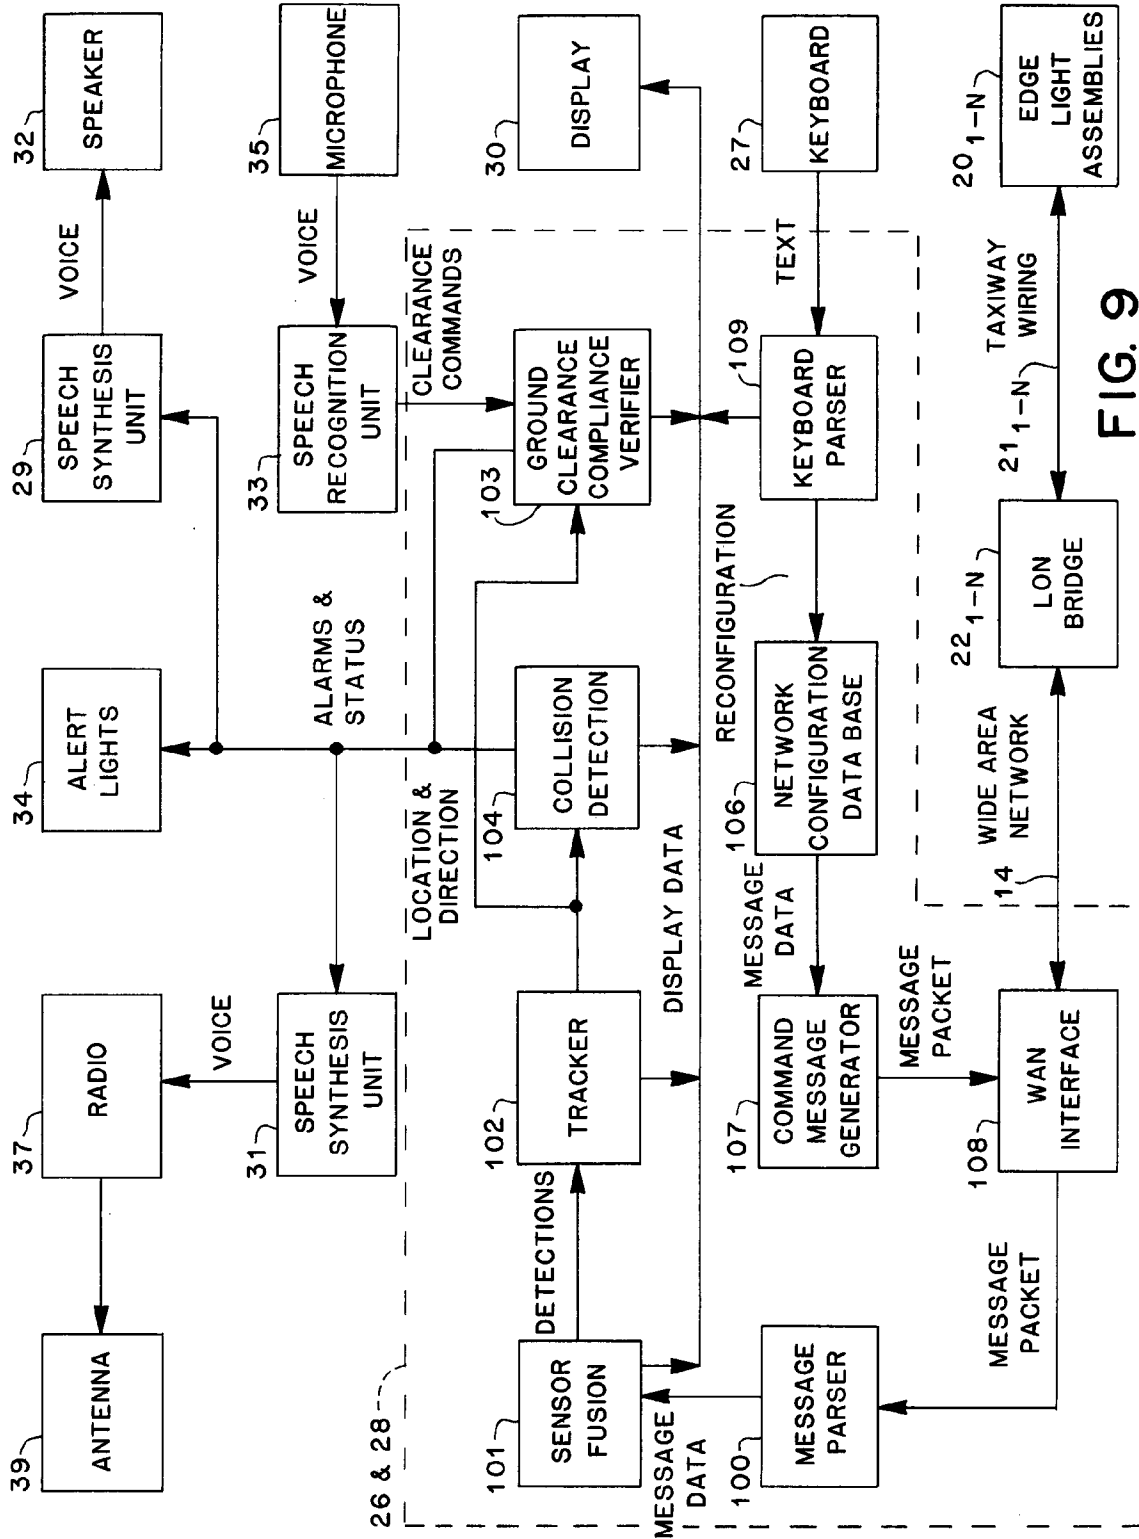 39
ANTENNA
37
RADIO
34
ALERT
LIGHTS
29
SPEECH
SYNTHESIS
UNIT
VOICE
32
SPEAKER
31
SPEECH
SYNTHESIS
UNIT
VOICE
ALARMS &
STATUS
33
SPEECH
RECOGNITION
UNIT
VOICE
35
MICROPHONE
26 & 28
LOCATION &
DIRECTION
CLEARANCE
COMMANDS
101
SENSOR
FUSION
DETECTIONS
102
TRACKER
104
COLLISION
DETECTION
103
GROUND
CLEARANCE
COMPLIANCE
VERIFIER
30
DISPLAY
MESSAGE
DATA
DISPLAY DATA
RECONFIGURATION
100
MESSAGE
PARSER
107
COMMAND
MESSAGE
GENERATOR
MESSAGE
DATA
106
NETWORK
CONFIGURATION
DATA BASE
109
KEYBOARD
PARSER
TEXT
27
KEYBOARD
MESSAGE
PACKET
MESSAGE
PACKET
108
WAN
INTERFACE
14
WIDE AREA
NETWORK
22 1-N
LON
BRIDGE
21 1-N
TAXIWAY
WIRING
20 1-N
EDGE
LIGHT
ASSEMBLIES
FIG. 9